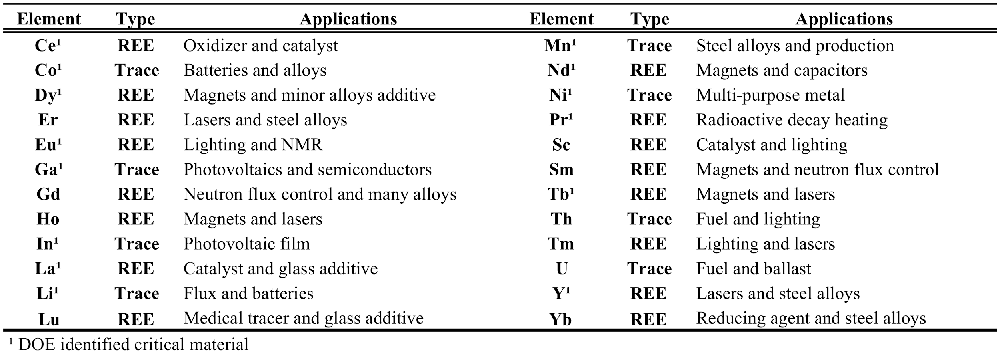 Element Type Applications Element Type Applications
Ce¹ REE Oxidizer and catalyst Mn¹ Trace Steel alloys and production
Co¹ Trace Batteries and alloys Nd¹ REE Magnets and capacitors
Dy¹ REE Magnets and minor alloys additive Ni¹ Trace Multi-purpose metal
Er REE Lasers and steel alloys Pr¹ REE Radioactive decay heating
Eu¹ REE Lighting and NMR Sc REE Catalyst and lighting
Ga¹ Trace Photovoltaics and semiconductors Sm REE Magnets and neutron flux control
Gd REE Neutron flux control and many alloys Tb¹ REE Magnets and lasers
Ho REE Magnets and lasers Th Trace Fuel and lighting
In¹ Trace Photovoltaic film Tm REE Lighting and lasers
La¹ REE Catalyst and glass additive U Trace Fuel and ballast
Li¹ Trace Flux and batteries Y¹ REE Lasers and steel alloys
Lu REE Medical tracer and glass additive Yb REE Reducing agent and steel alloys
¹ DOE identified critical material